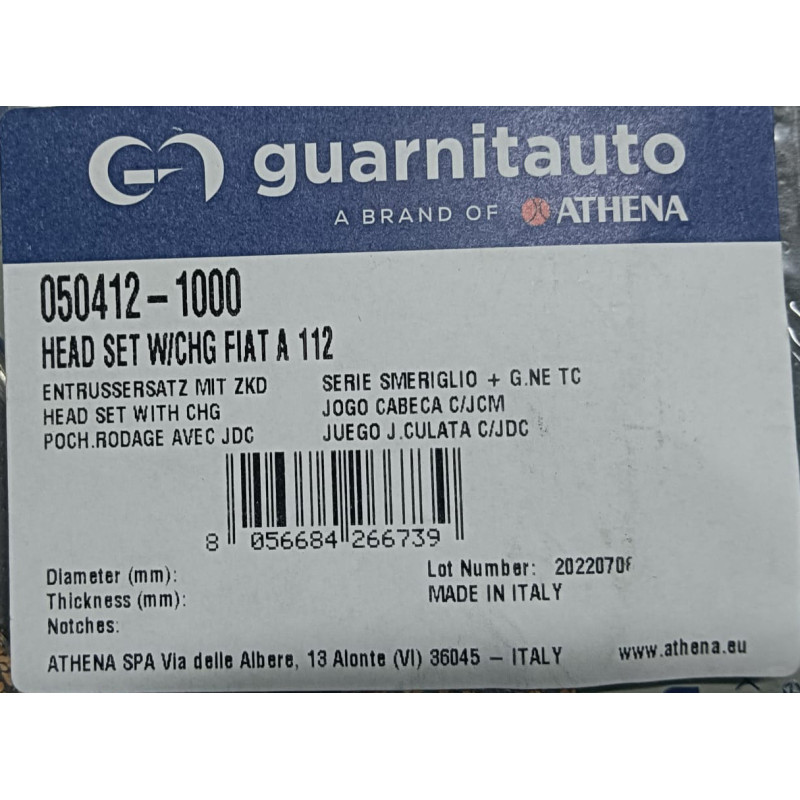 guarnitauto
A BRAND OF ATHENA
050412-1000
HEAD SET W/CHG FIAT A 112
ENTRUSSERSATZ MIT ZKD
HEAD SET WITH CHG
POCH.RODAGE AVEC JDC
SERIE SMERIGLIO + G.NE TC
JOGO CABECA C/JCM
JUEGO J.CULATA C/JDC
8 056684 266739
Diameter (mm):
Thickness (mm):
Notches:
Lot Number: 2022070
MADE IN ITALY
ATHENA SPA Via delle Albere, 13 Alonte (VI) 36045 – ITALY
www.athena.eu